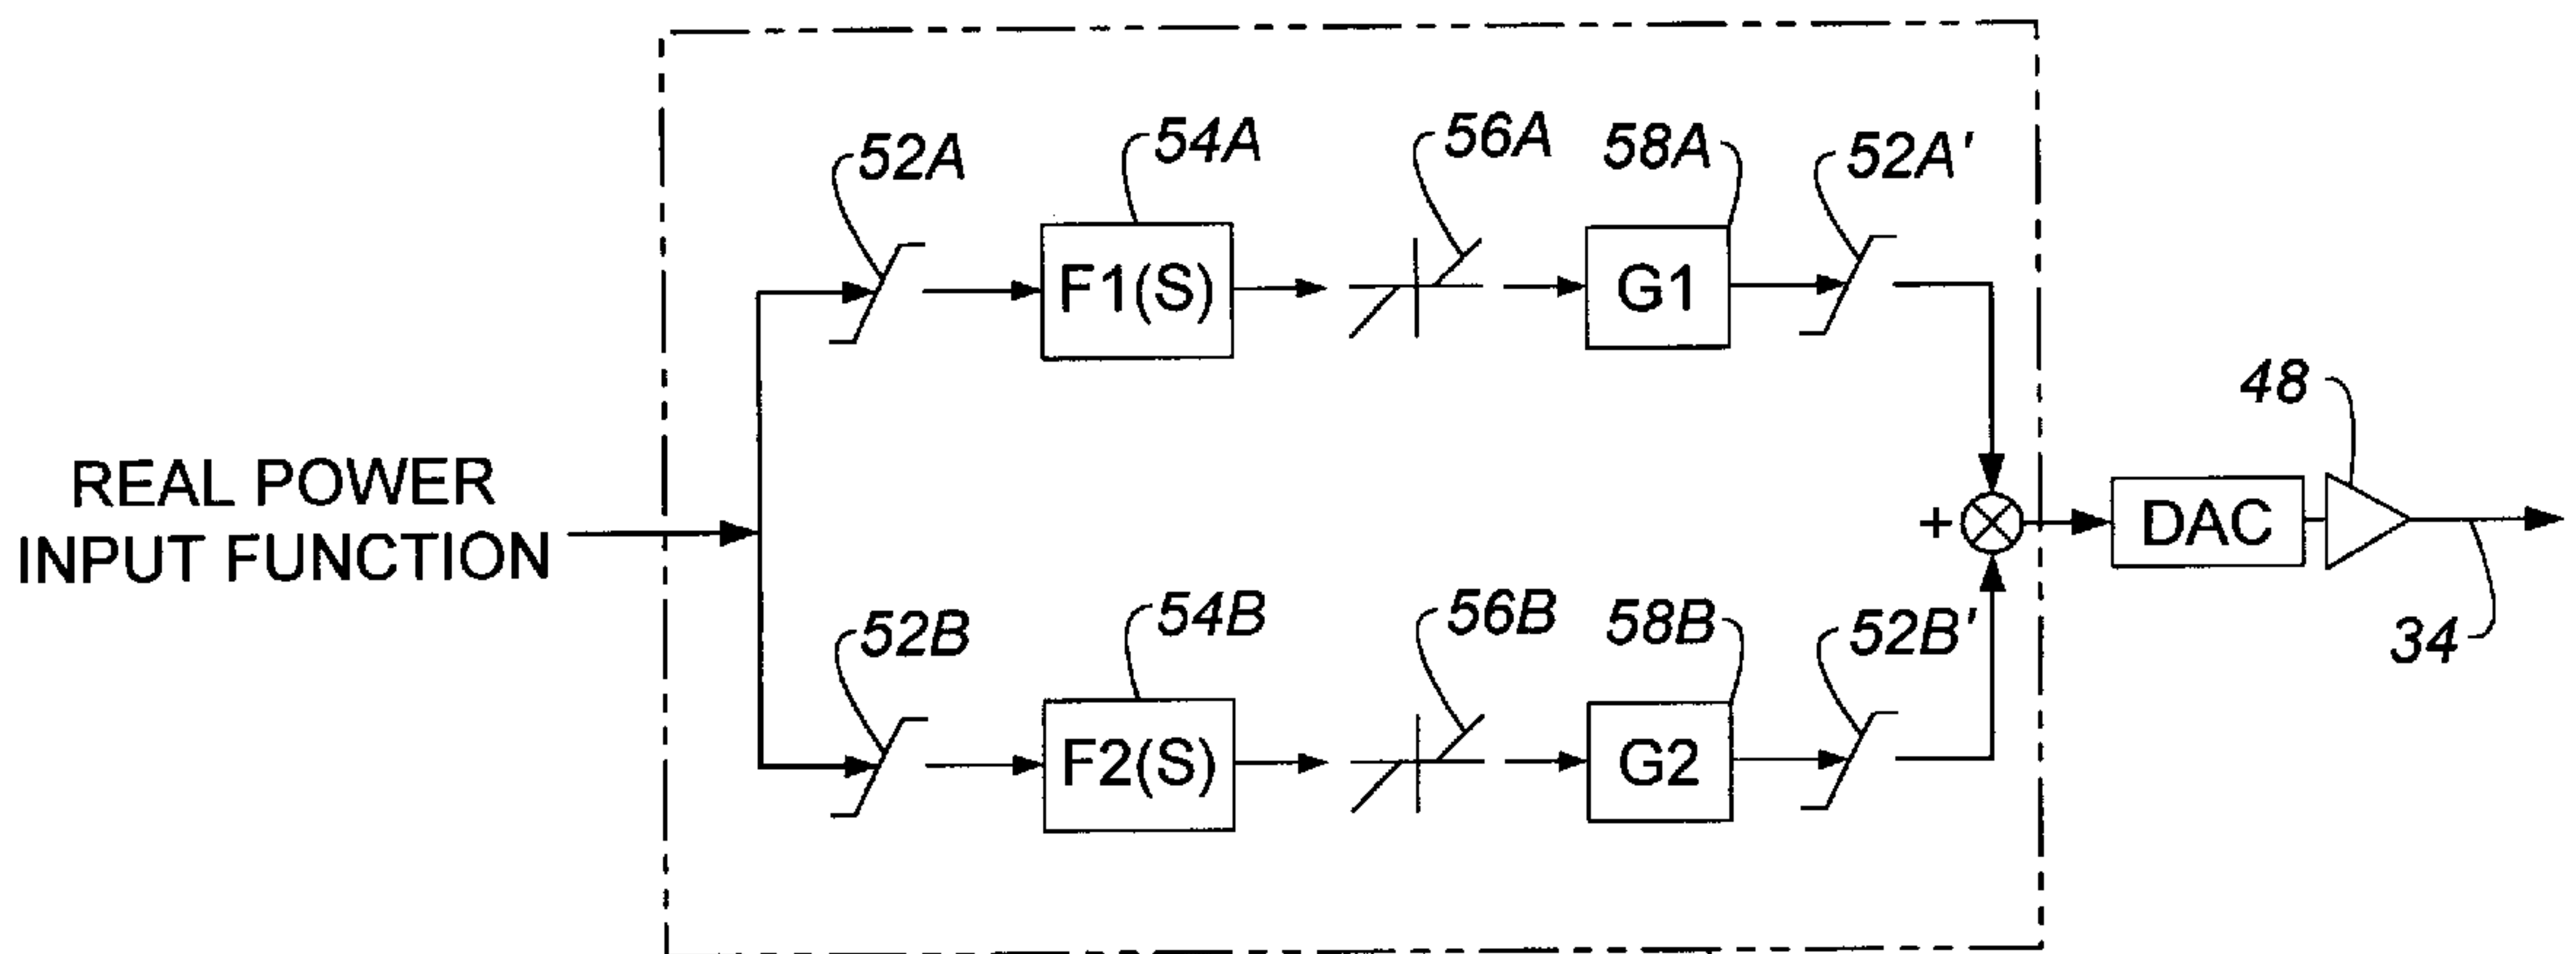 52A
54A
56A
58A
52A'
F1(S)
G1
48
REAL POWER
INPUT FUNCTION
+
DAC
34
52B
54B
56B
58B
52B'
F2(S)
G2